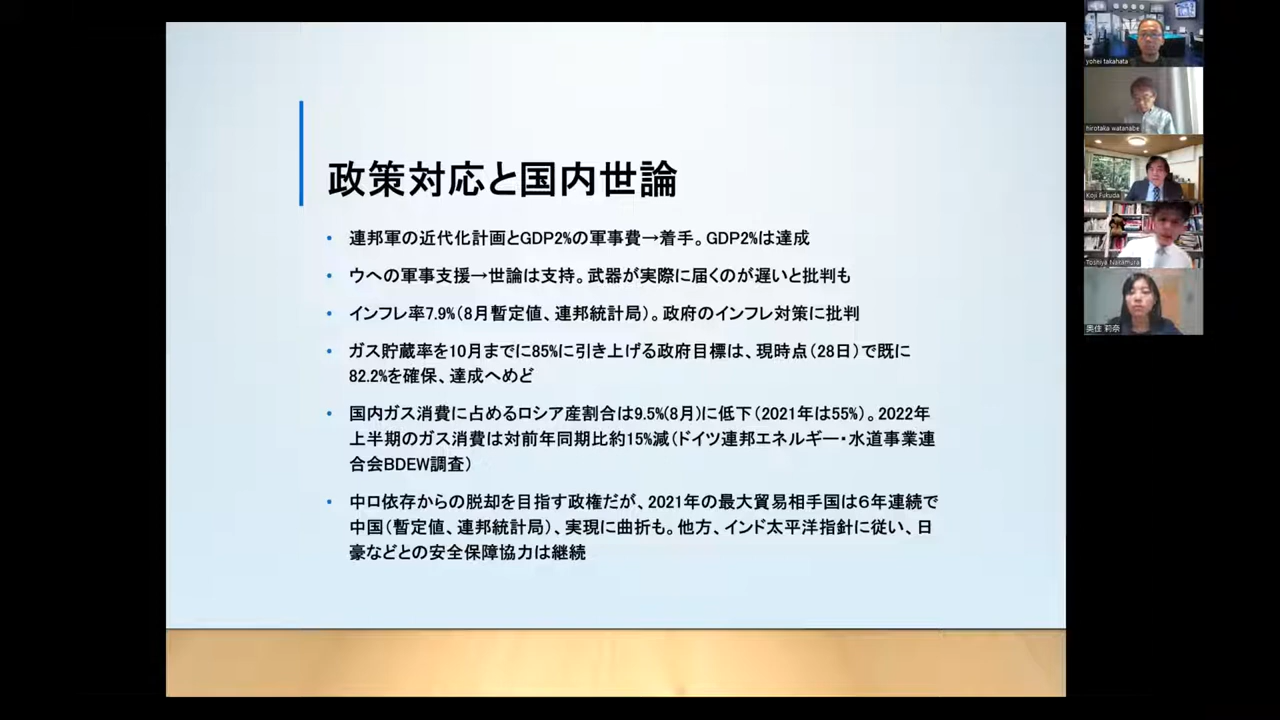 政策対応と国内世論
• 連邦軍の近代化計画とGDP2%の軍事費→着手。GDP2%は達成
• ウへの軍事支援→世論は支持。武器が実際に届くのが遅いと批判も
• インフレ率7.9%(8月暫定値、連邦統計局)。政府のインフレ対策に批判
• ガス貯蔵率を10月までに85%に引き上げる政府目標は、現時点(28日)で既に
82.2%を確保、達成へめど
• 国内ガス消費に占めるロシア産割合は9.5%(8月)に低下(2021年は55%)。2022年
上半期のガス消費は対前年同期比約15%減(ドイツ連邦エネルギー・水道事業連
合会BDEW調査)
• 中ロ依存からの脱却を目指す政権だが、2021年の最大貿易相手国は6年連続で
中国(暫定値、連邦統計局)、実現に曲折も。他方、インド太平洋指針に従い、日
豪などとの安全保障協力は継続
yohei takahata
hirotaka watanabe
Koji Fukuda
Toshiya Nakamura
奥住 莉奈